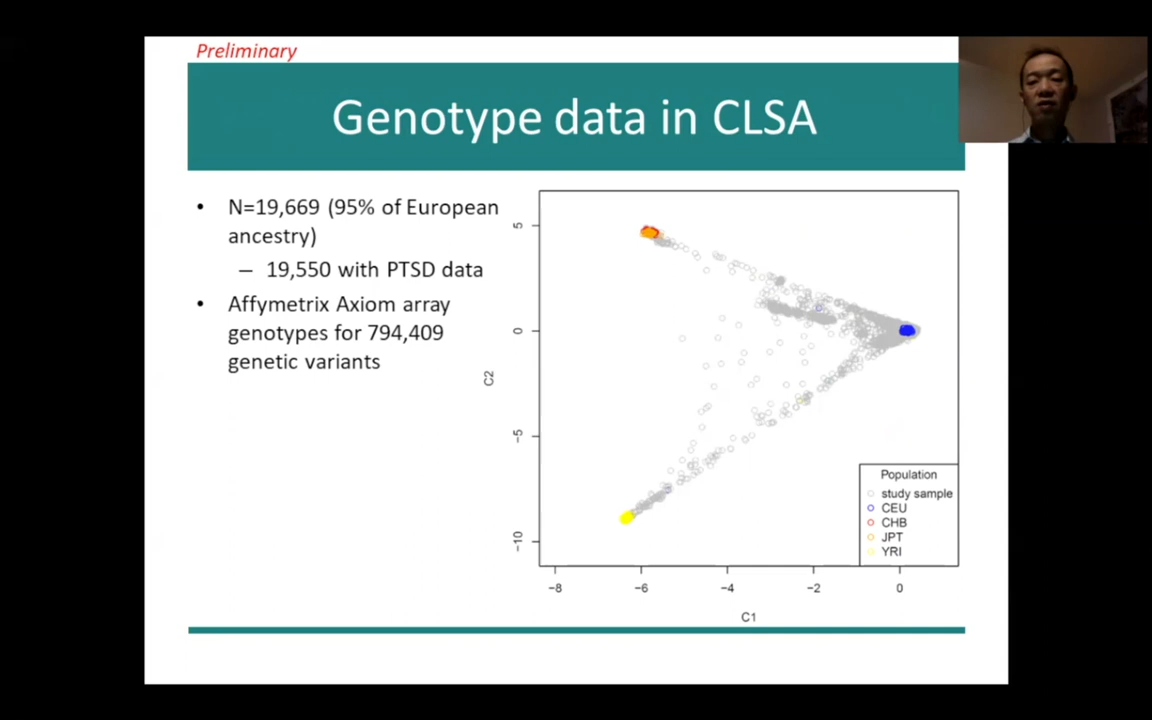 Preliminary
Genotype data in CLSA
• N=19,669 (95% of European
ancestry)
– 19,550 with PTSD data
• Affymetrix Axiom array
genotypes for 794,409
genetic variants
5
0
−5
−10
C2
−8
−6
−4
−2
0
C1
Population
study sample
CEU
CHB
JPT
YRI